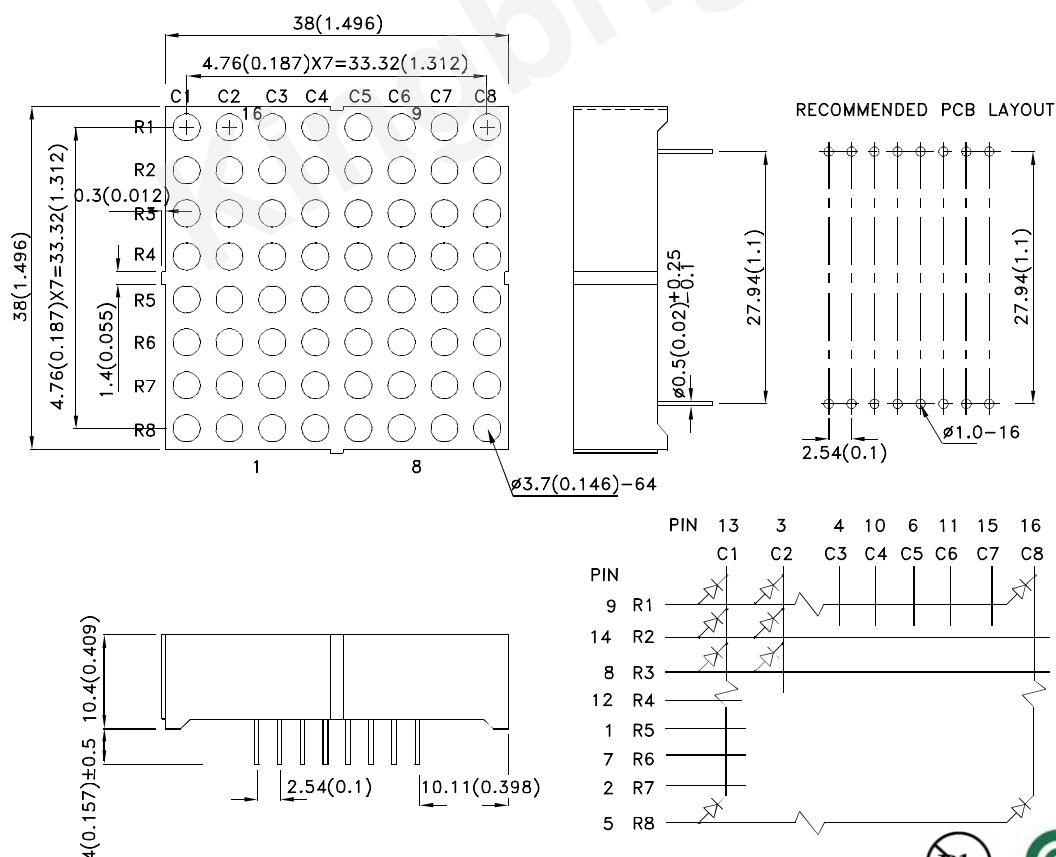 38(1.496)
4.76(0.187)X7=33.32(1.312)
C1 C2 C3 C4 C5 C6 C7 C8
16 9
R1
R2
R3
R4
R5
R6
R7
R8
0.3(0.012)
38(1.496)
4.76(0.187)X7=33.32(1.312)
1.4(0.055)
1 8
ø3.7(0.146)-64
Kingbrig
ø0.5(0.02)+0.25 -0.1
27.94(1.1)
RECOMMENDED PCB LAYOUT
27.94(1.1)
ø1.0-16
2.54(0.1)
10.4(0.409)
4(0.157)±0.5
2.54(0.1)
10.11(0.398)
PIN 13 3 4 10 6 11 15 16
C1 C2 C3 C4 C5 C6 C7 C8
PIN
9 R1
14 R2
8 R3
12 R4
1 R5
7 R6
2 R7
5 R8